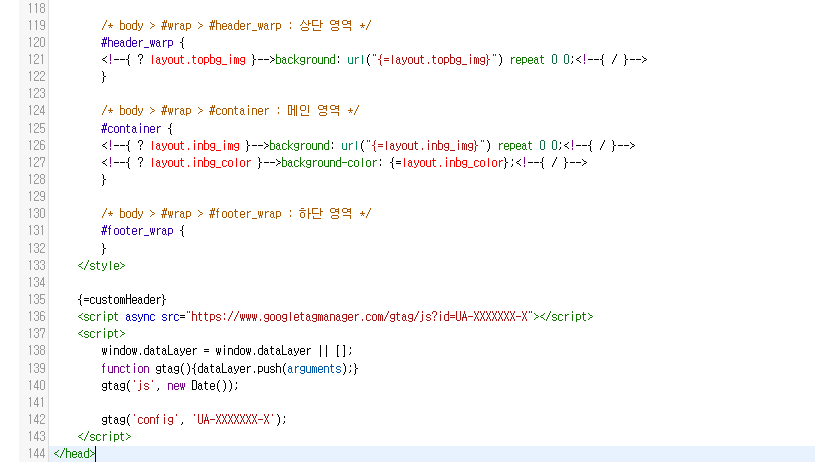 118
119 /* body > #wrap > #header_warp : 상단 영역 */
120 #header_warp {
121 <!--{ ? layout.topbg_img }-->background: url("{=layout.topbg_img}") repeat 0 0;<!--{ / }-->
122 }
123
124 /* body > #wrap > #container : 메인 영역 */
125 #container {
126 <!--{ ? layout.inbg_img }-->background: url("{=layout.inbg_img}") repeat 0 0;<!--{ / }-->
127 <!--{ ? layout.inbg_color }-->background-color: {=layout.inbg_color};<!--{ / }-->
128 }
129
130 /* body > #wrap > #footer_wrap : 하단 영역 */
131 #footer_wrap {
132 }
133 </style>
134
135 {=customHeader}
136 <script async src="https://www.googletagmanager.com/gtag/js?id=UA-XXXXXXX-X"></script>
137 <script>
138 window.dataLayer = window.dataLayer || [];
139 function gtag(){dataLayer.push(arguments);}
140 gtag('js', new Date());
141
142 gtag('config', 'UA-XXXXXXX-X');
143 </script>
144 </head>